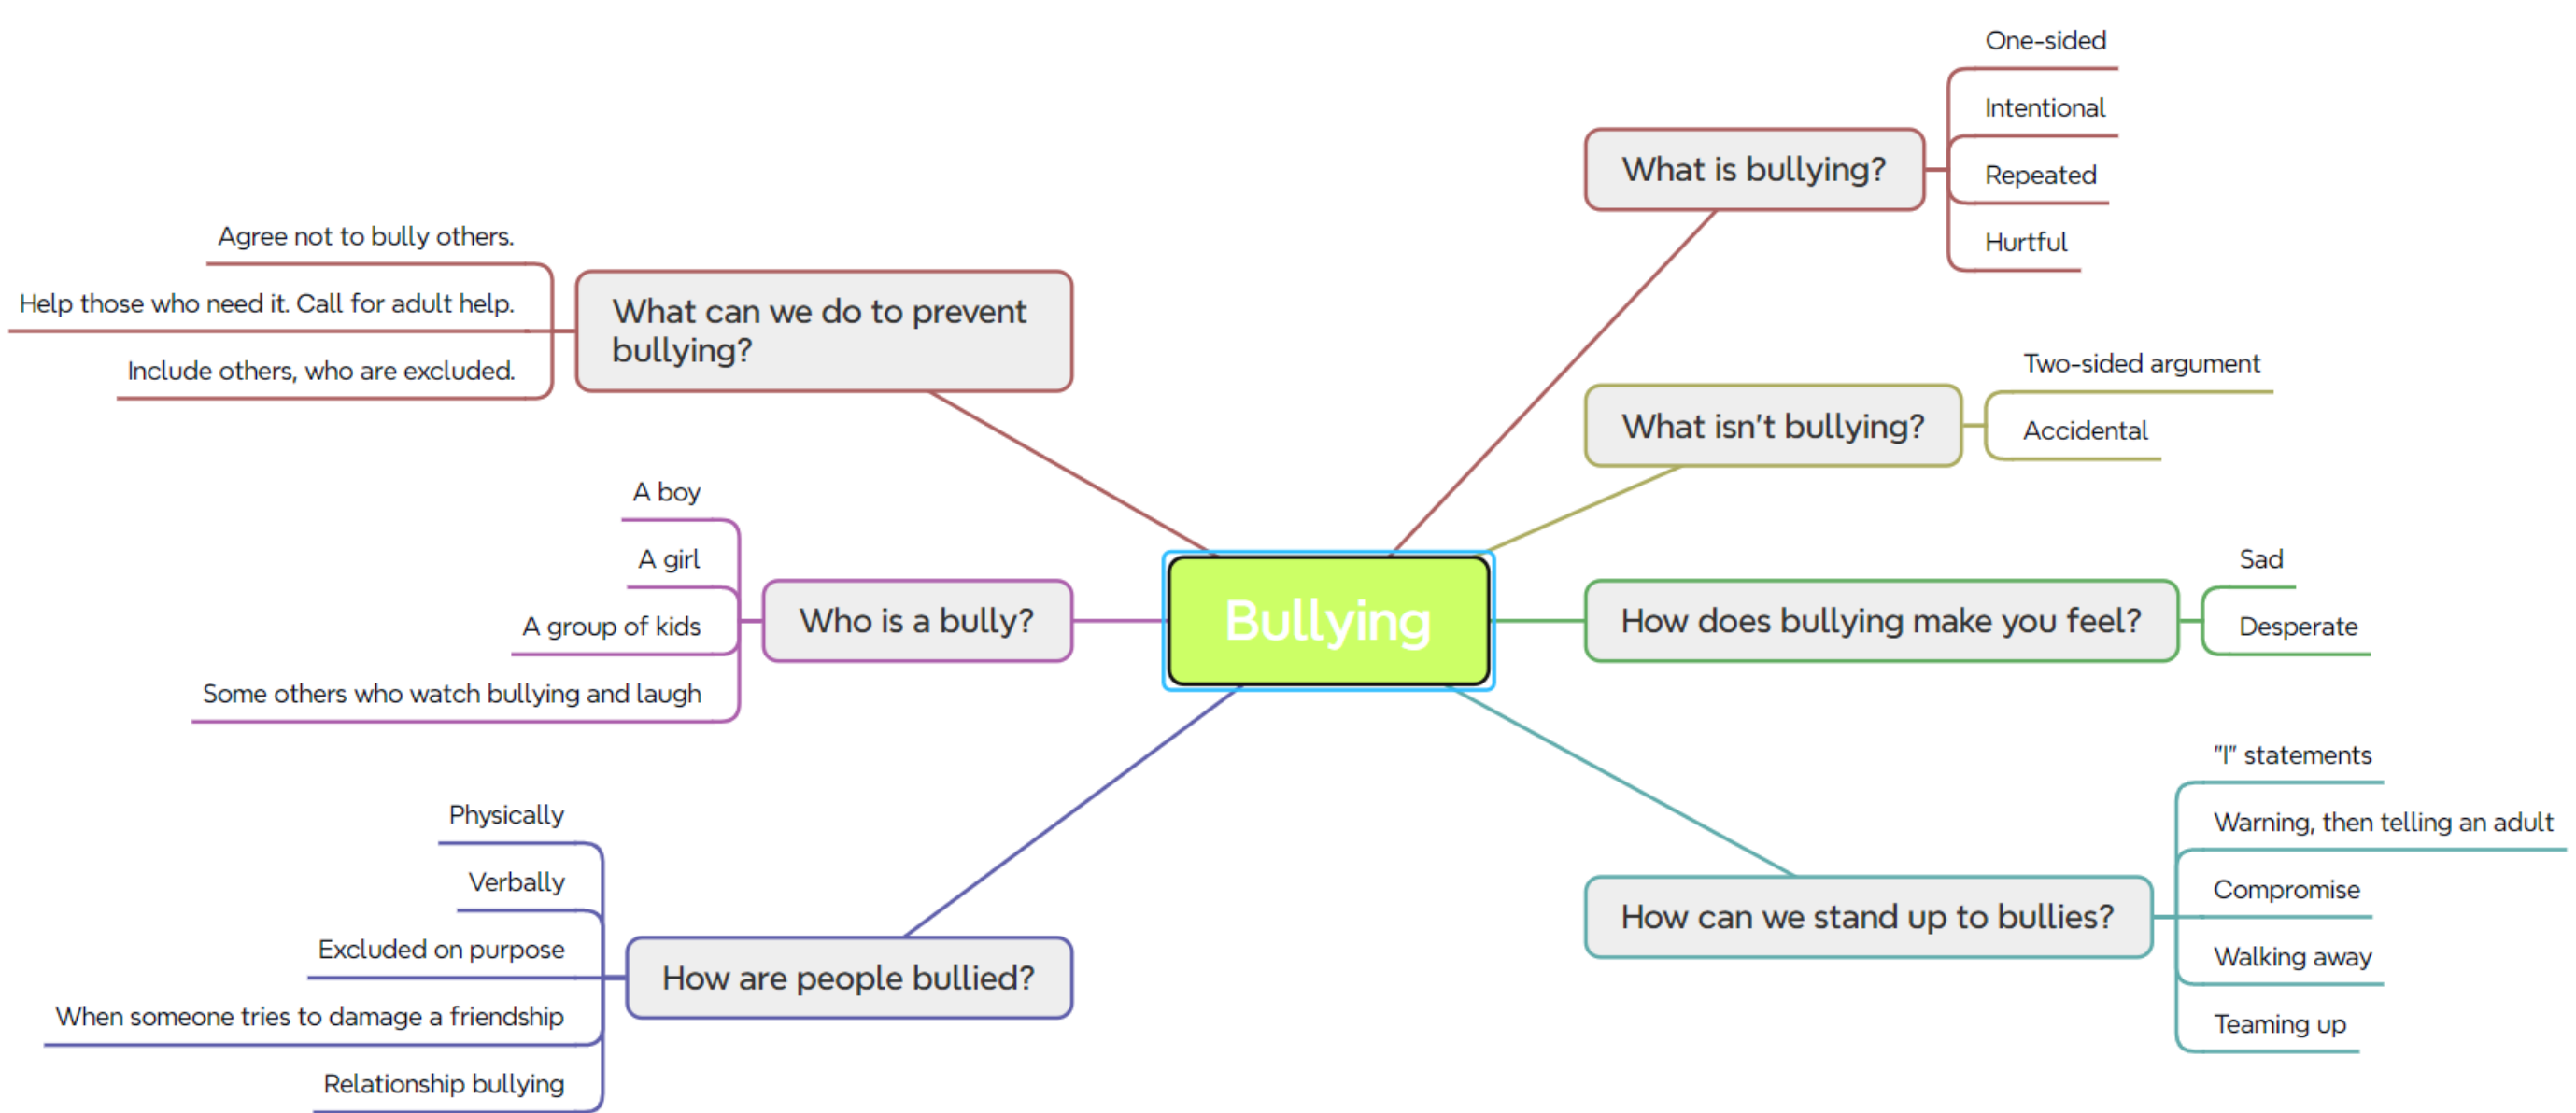 Bullying
What is bullying?
One-sided
Intentional
Repeated
Hurtful
What isn't bullying?
Two-sided argument
Accidental
How does bullying make you feel?
Sad
Desperate
How can we stand up to bullies?
"I" statements
Warning, then telling an adult
Compromise
Walking away
Teaming up
What can we do to prevent
bullying?
Agree not to bully others.
Help those who need it. Call for adult help.
Include others, who are excluded.
Who is a bully?
A boy
A girl
A group of kids
Some others who watch bullying and laugh
How are people bullied?
Physically
Verbally
Excluded on purpose
When someone tries to damage a friendship
Relationship bullying